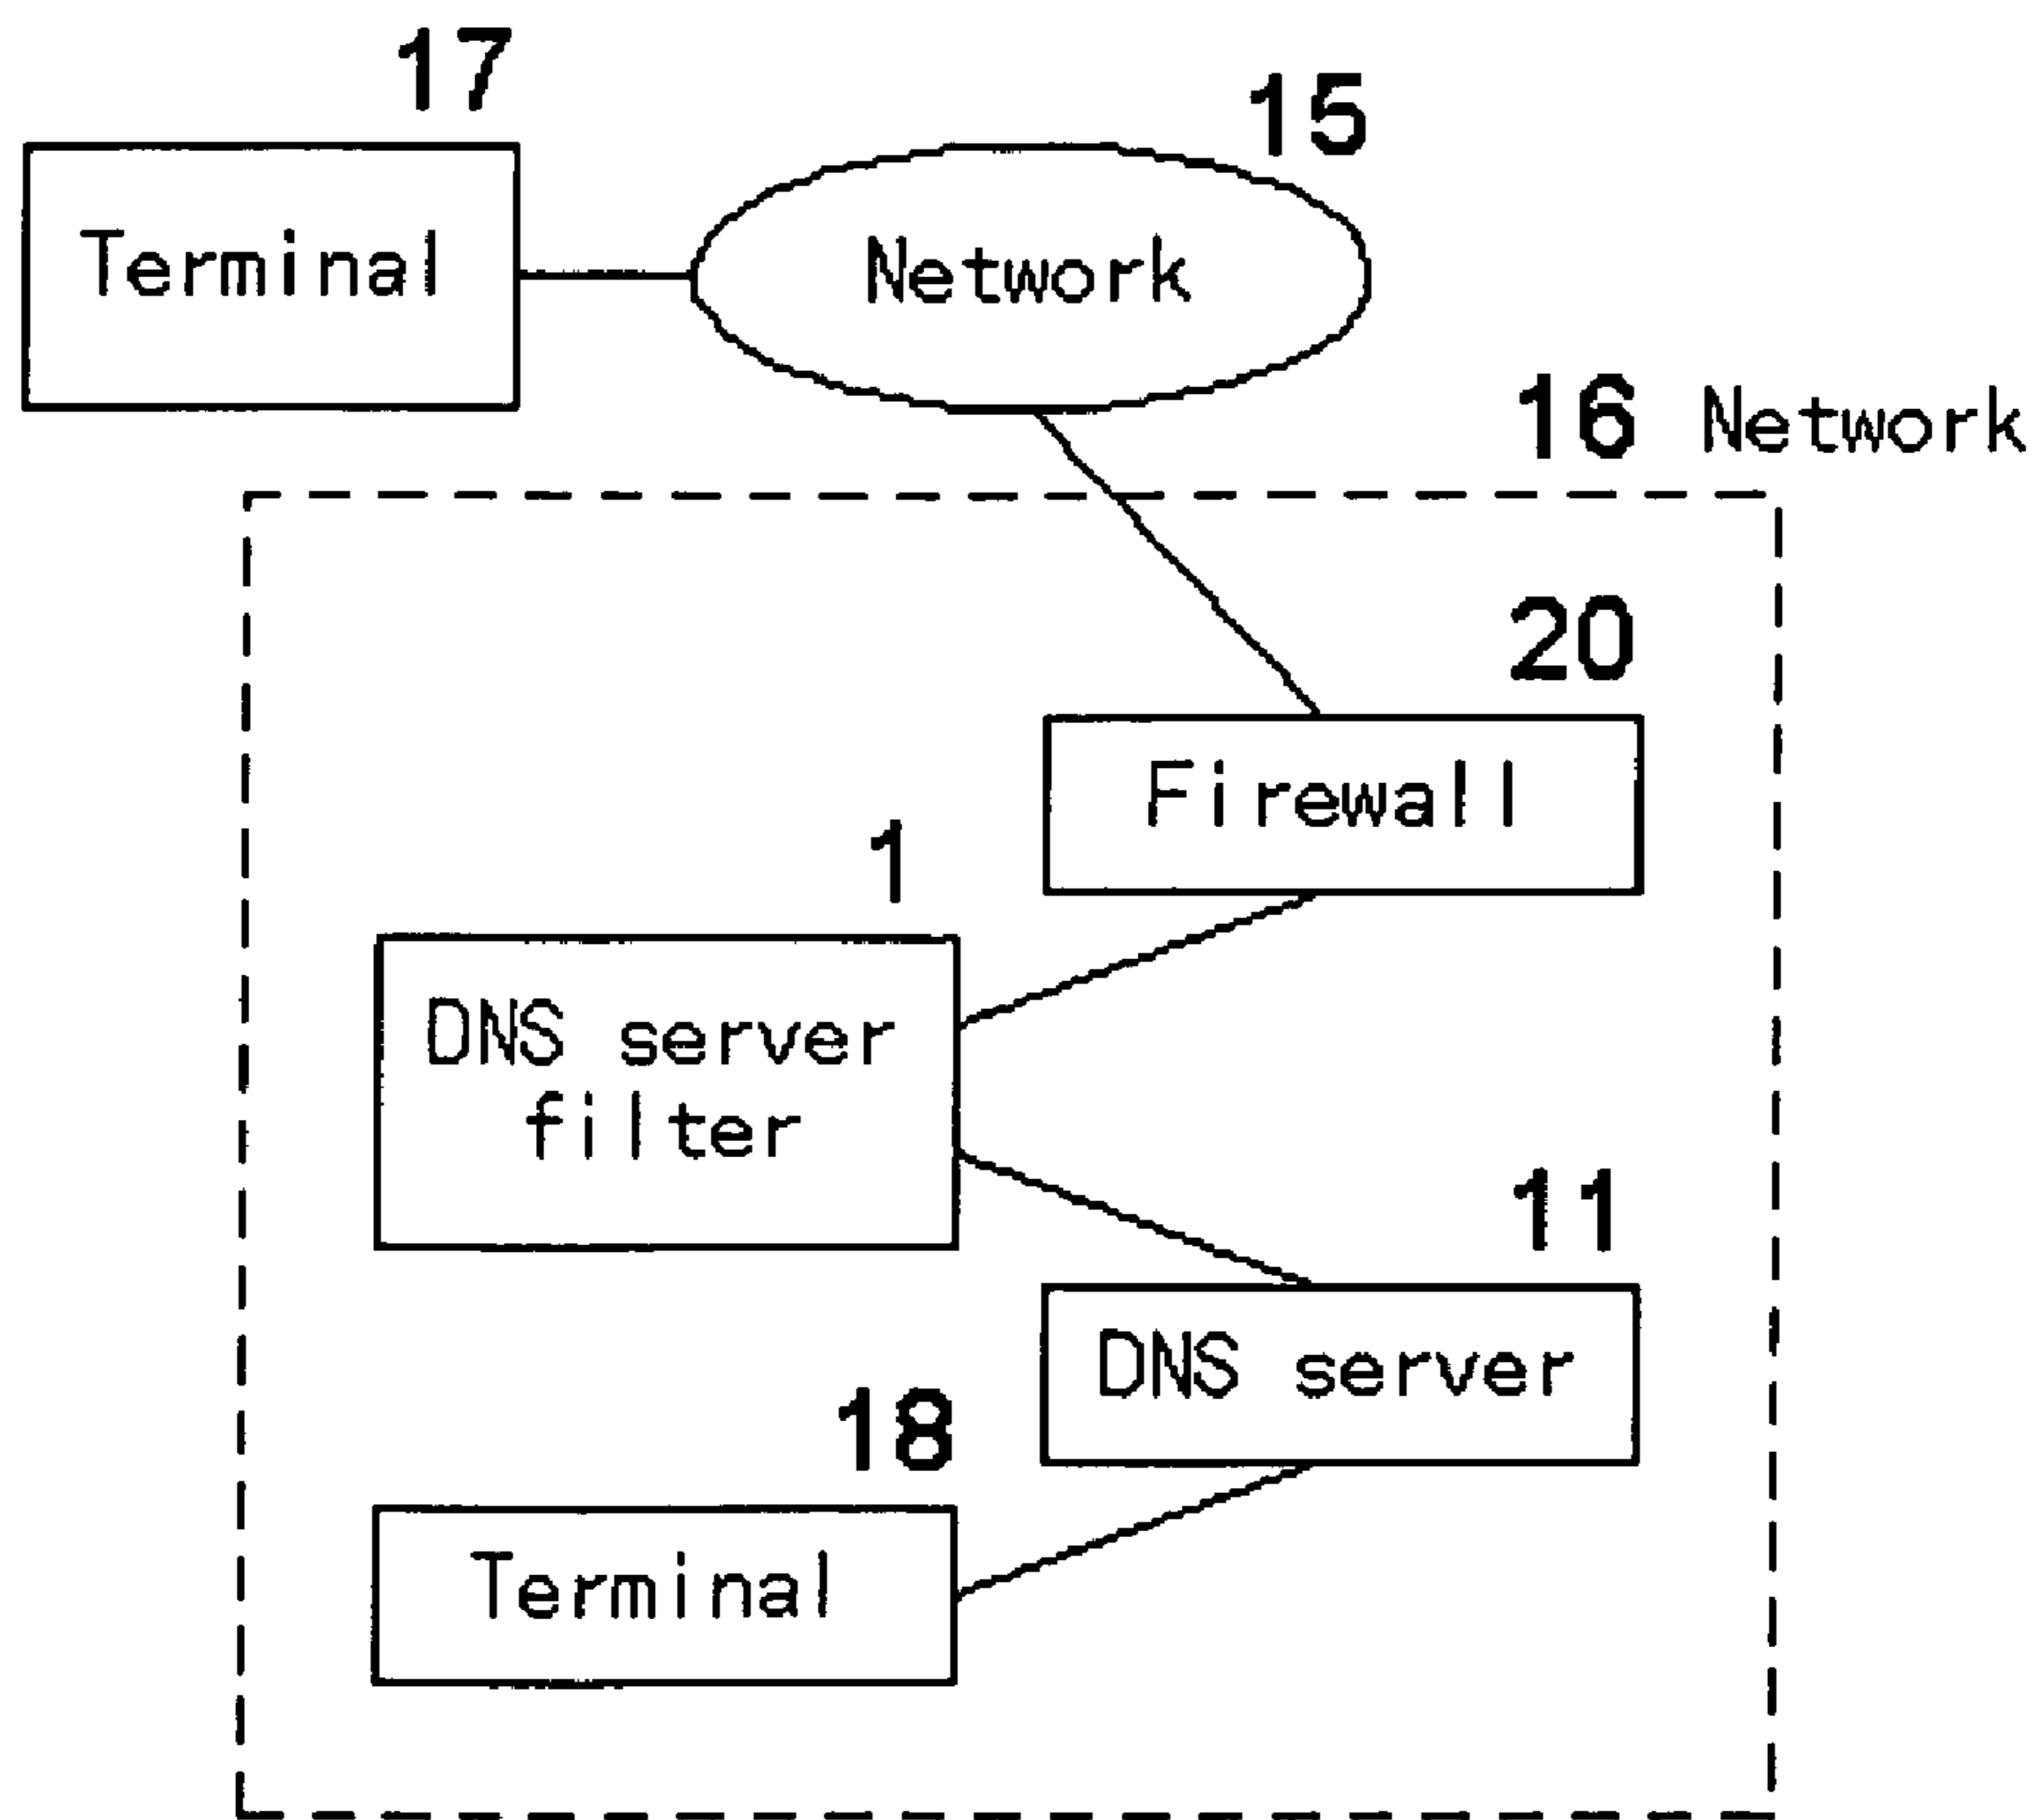 17
15
Terminal
Network
16 Network
20
Firewall
1
DNS server
filter
11
DNS server
18
Terminal